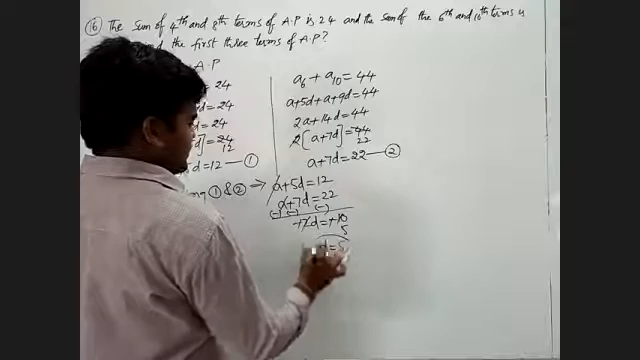 16 The sum of 4th and 8th terms of A.P is 24 and the sum of the 6th and 10th terms is
the first three terms of A.P?
A.P
= 24
d = 24
d = 24
d] = 24
12
= 12 — 1
1 & 2 ⇒
a6 + a10 = 44
a+5d+a+9d = 44
2a+14d = 44
2[a+7d] = 44
22
a+7d = 22 — 2
a+5d = 12
a+7d = 22
(-) (-) (-)
+2d = +10
5
d = 5